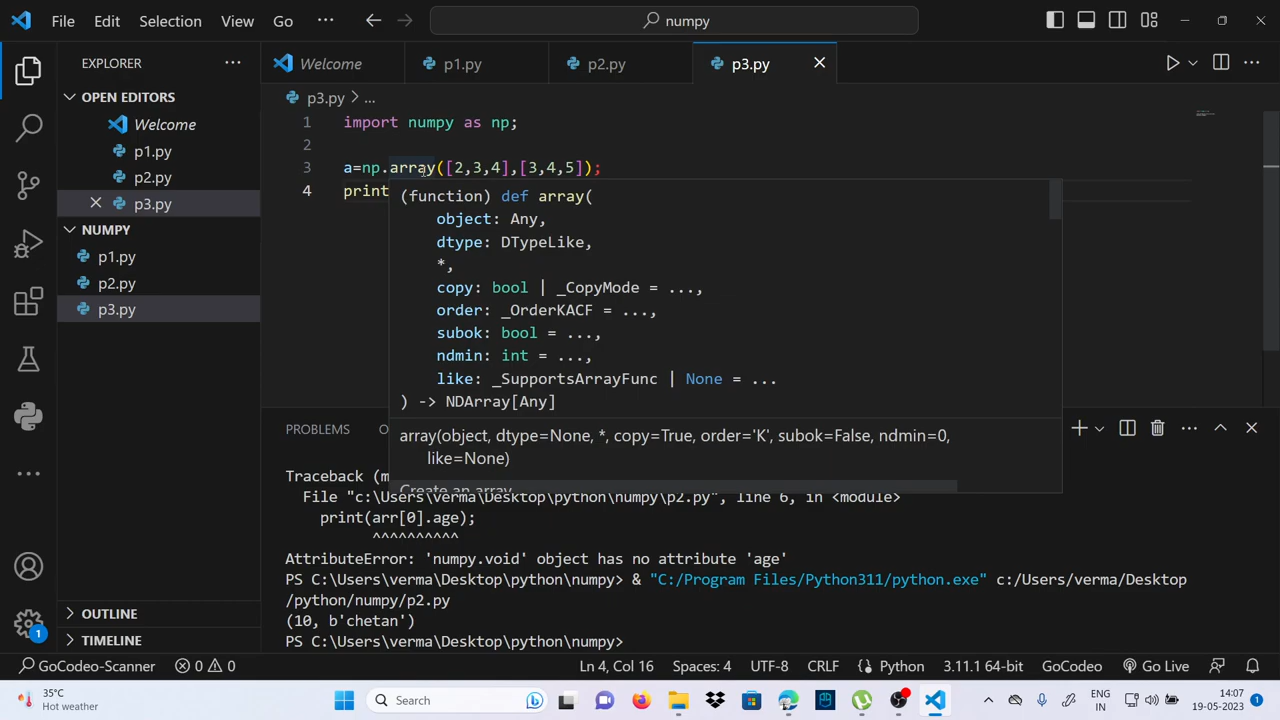 File Edit Selection View Go ··· numpy
EXPLORER
Welcome p1.py p2.py p3.py
OPEN EDITORS
Welcome
p1.py
p2.py
p3.py
NUMPY
p1.py
p2.py
p3.py
OUTLINE
TIMELINE
p3.py > ...
1 import numpy as np;
2
3 a=np.array([2,3,4],[3,4,5]);
4 print
(function) def array(
object: Any,
dtype: DTypeLike,
*,
copy: bool | _CopyMode = ...,
order: _OrderKACF = ...,
subok: bool = ...,
ndmin: int = ...,
like: _SupportsArrayFunc | None = ...
) -> NDArray[Any]
array(object, dtype=None, *, copy=True, order='K', subok=False, ndmin=0,
like=None)
Create an array.
PROBLEMS
Traceback (m
File "c:\Users\verma\Desktop\python\numpy\p2.py", line 6, in <module>
print(arr[0].age);
^^^^^^^^^^
AttributeError: 'numpy.void' object has no attribute 'age'
PS C:\Users\verma\Desktop\python\numpy> & "C:/Program Files/Python311/python.exe" c:/Users/verma/Desktop
/python/numpy/p2.py
(10, b'chetan')
PS C:\Users\verma\Desktop\python\numpy>
1
GoCodeo-Scanner 0 0 Ln 4, Col 16 Spaces: 4 UTF-8 CRLF Python 3.11.1 64-bit GoCodeo Go Live
35°C
Hot weather
Search
ENG
IN
14:07
19-05-2023
1